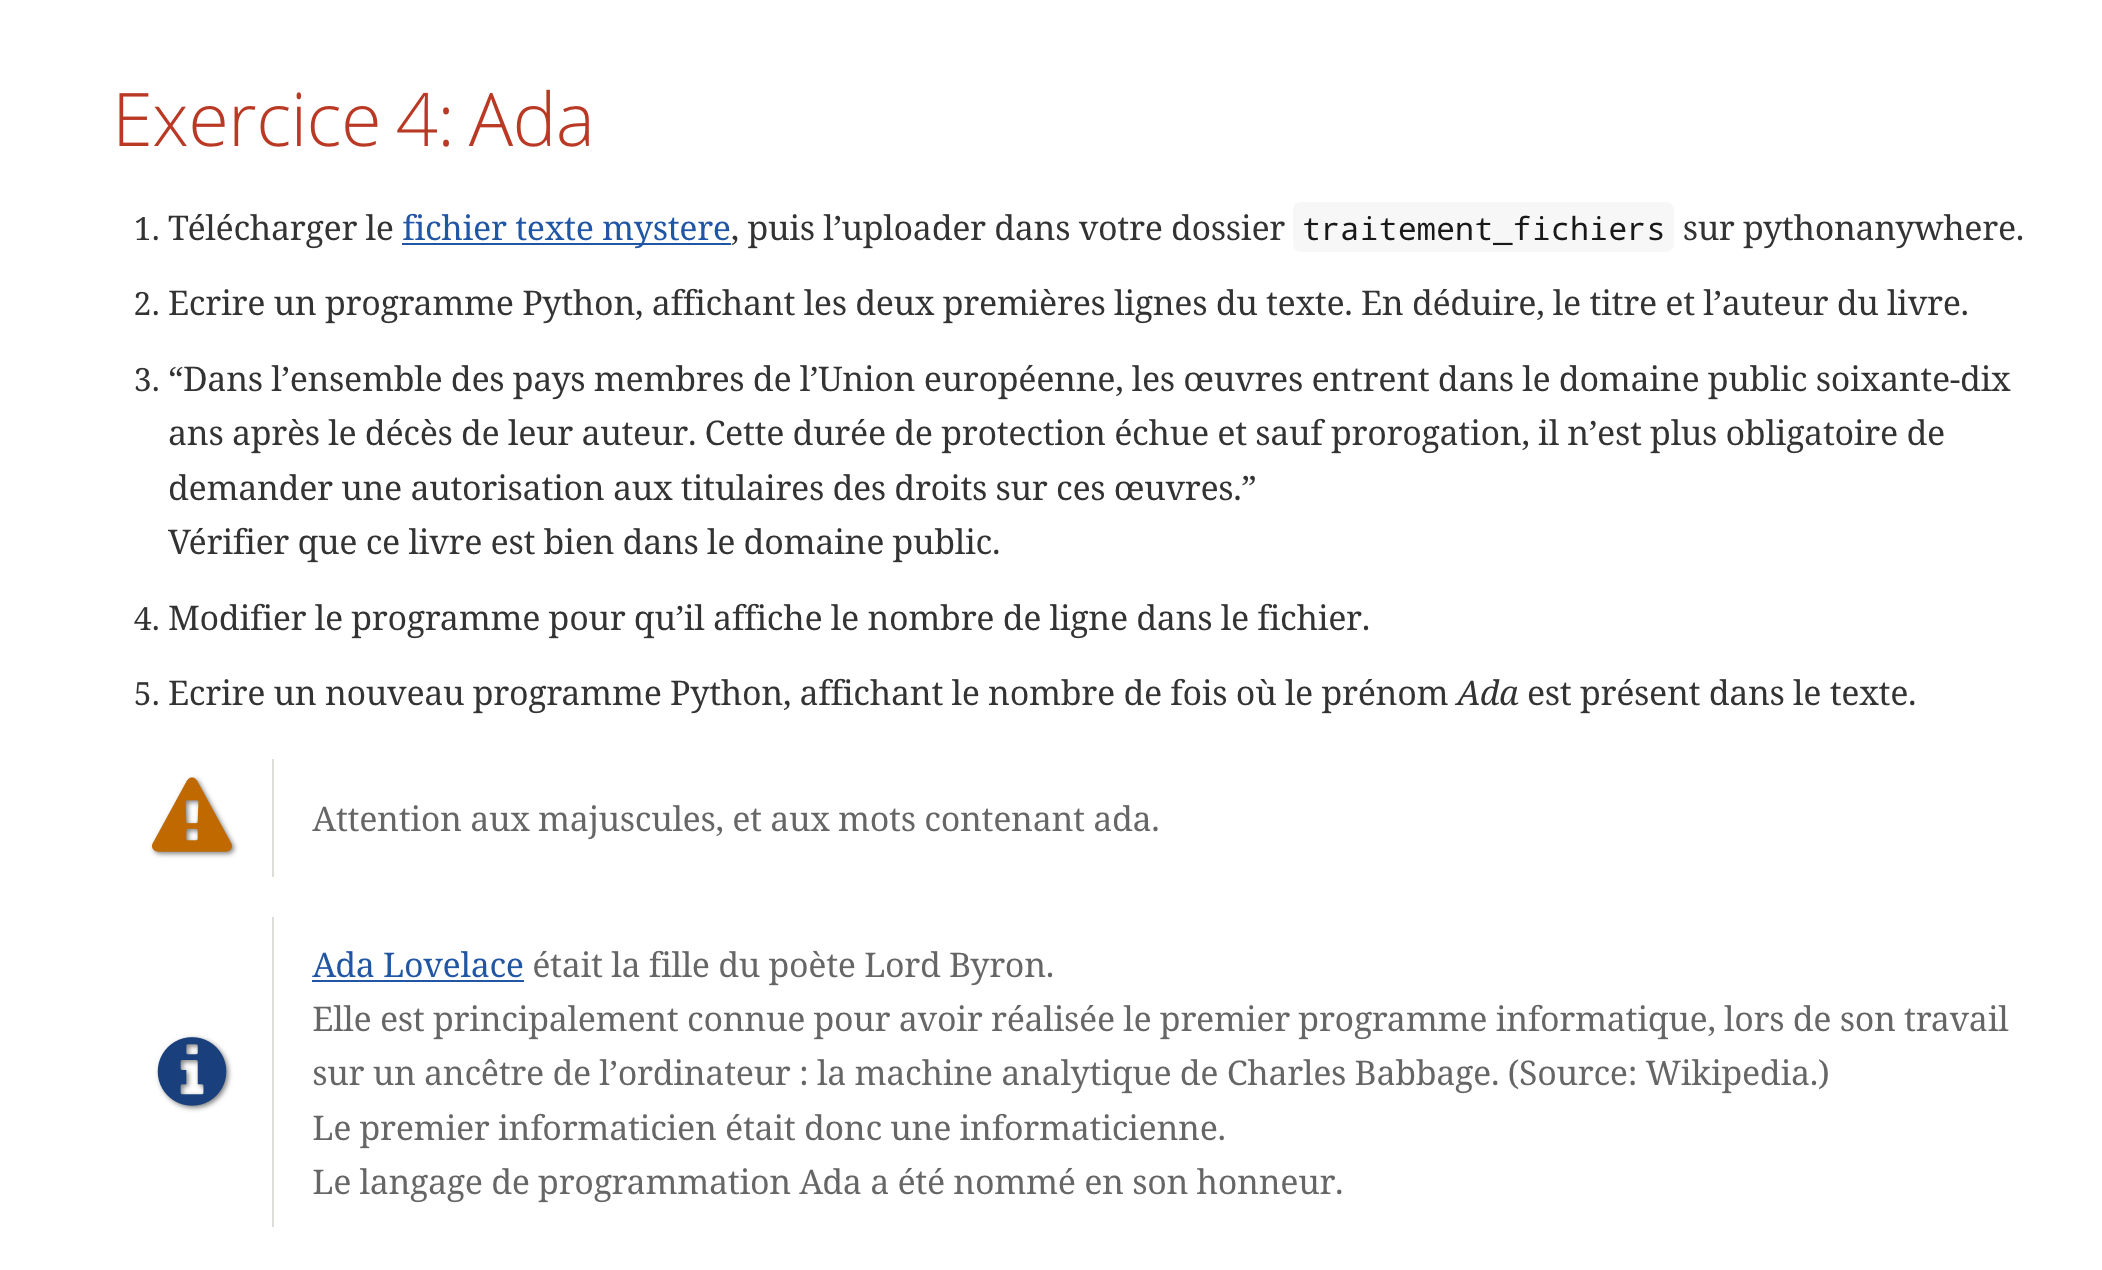 Exercice 4: Ada
1. Télécharger le fichier texte mystere, puis l’uploader dans votre dossier traitement_fichiers sur pythonanywhere.
2. Ecrire un programme Python, affichant les deux premières lignes du texte. En déduire, le titre et l’auteur du livre.
3. “Dans l’ensemble des pays membres de l’Union européenne, les œuvres entrent dans le domaine public soixante-dix
ans après le décès de leur auteur. Cette durée de protection échue et sauf prorogation, il n’est plus obligatoire de
demander une autorisation aux titulaires des droits sur ces œuvres.”
Vérifier que ce livre est bien dans le domaine public.
4. Modifier le programme pour qu’il affiche le nombre de ligne dans le fichier.
5. Ecrire un nouveau programme Python, affichant le nombre de fois où le prénom Ada est présent dans le texte.
Attention aux majuscules, et aux mots contenant ada.
Ada Lovelace était la fille du poète Lord Byron.
Elle est principalement connue pour avoir réalisée le premier programme informatique, lors de son travail
sur un ancêtre de l’ordinateur : la machine analytique de Charles Babbage. (Source: Wikipedia.)
Le premier informaticien était donc une informaticienne.
Le langage de programmation Ada a été nommé en son honneur.